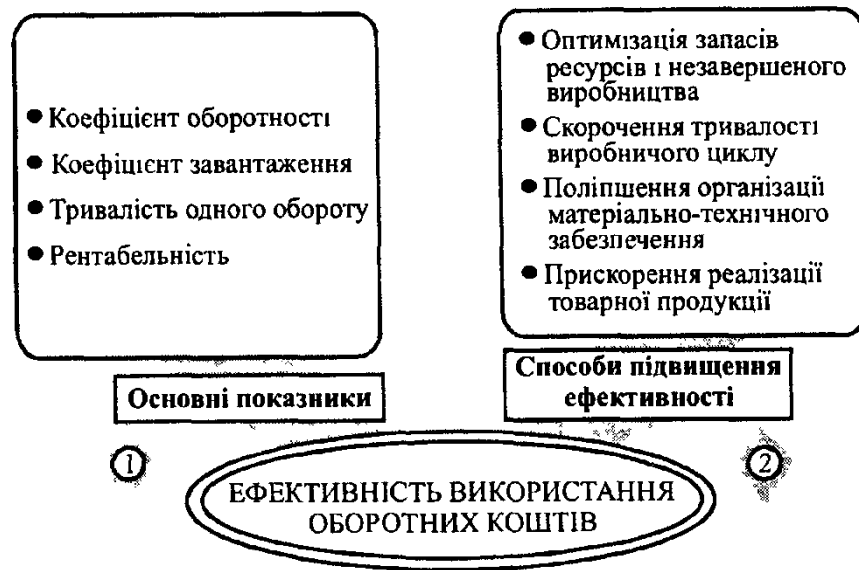 ● Коефіцієнт оборотності
● Коефіцієнт завантаження
● Тривалість одного обороту
● Рентабельність
● Оптимізація запасів
ресурсів і незавершеного
виробництва
● Скорочення тривалості
виробничого циклу
● Поліпшення організації
матеріально-технічного
забезпечення
● Прискорення реалізації
товарної продукції
Основні показники
Способи підвищення
ефективності
1
2
ЕФЕКТИВНІСТЬ ВИКОРИСТАННЯ
ОБОРОТНИХ КОШТІВ